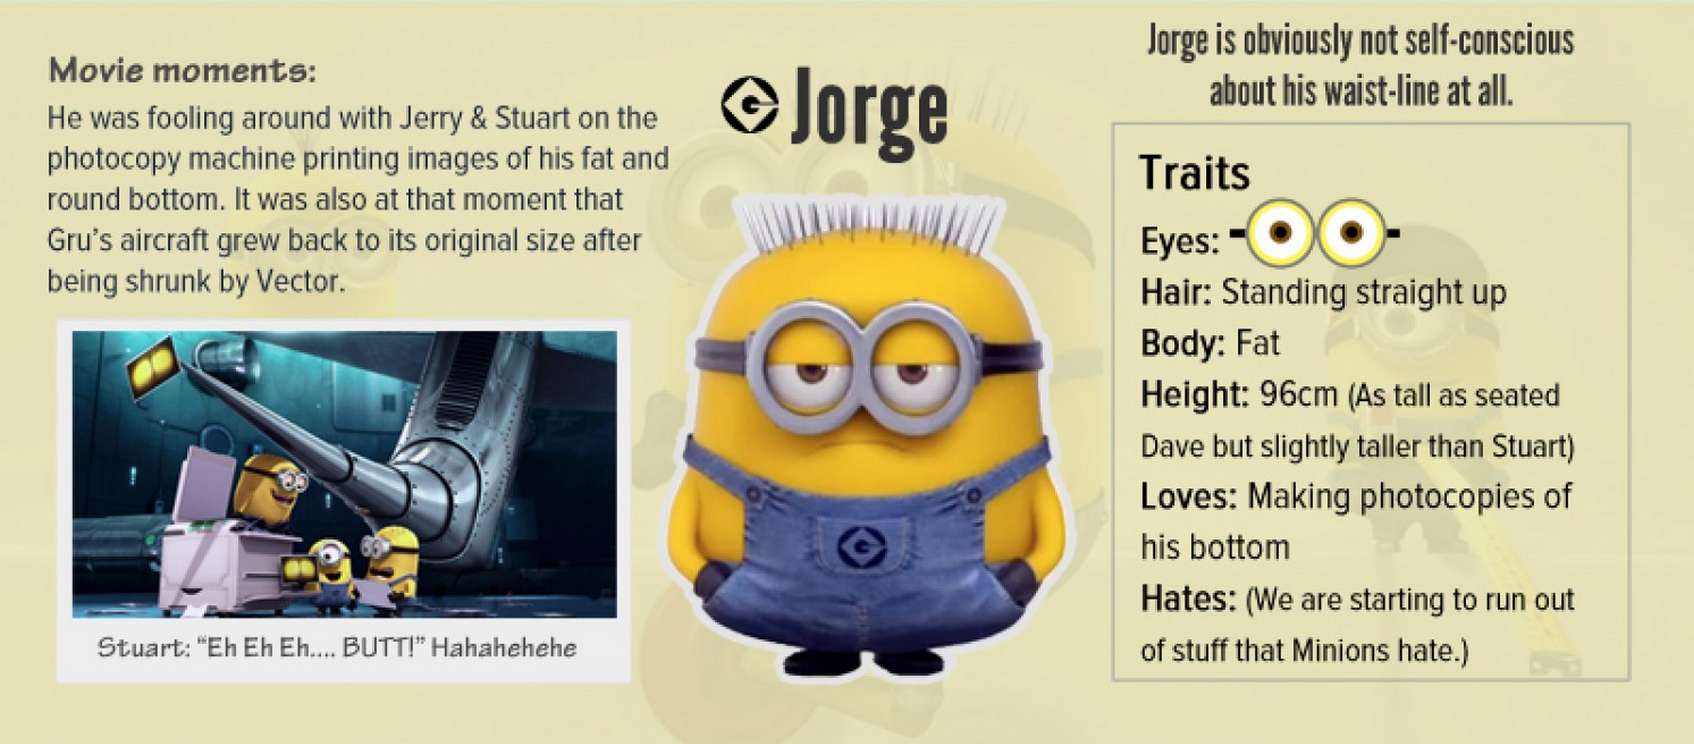 Movie moments:
He was fooling around with Jerry & Stuart on the
photocopy machine printing images of his fat and
round bottom. It was also at that moment that
Gru's aircraft grew back to its original size after
being shrunk by Vector.
Stuart: “Eh Eh Eh.... BUTT!” Hahahehehe
Jorge
Jorge is obviously not self-conscious
about his waist-line at all.
Traits
Eyes:
Hair: Standing straight up
Body: Fat
Height: 96cm (As tall as seated
Dave but slightly taller than Stuart)
Loves: Making photocopies of
his bottom
Hates: (We are starting to run out
of stuff that Minions hate.)